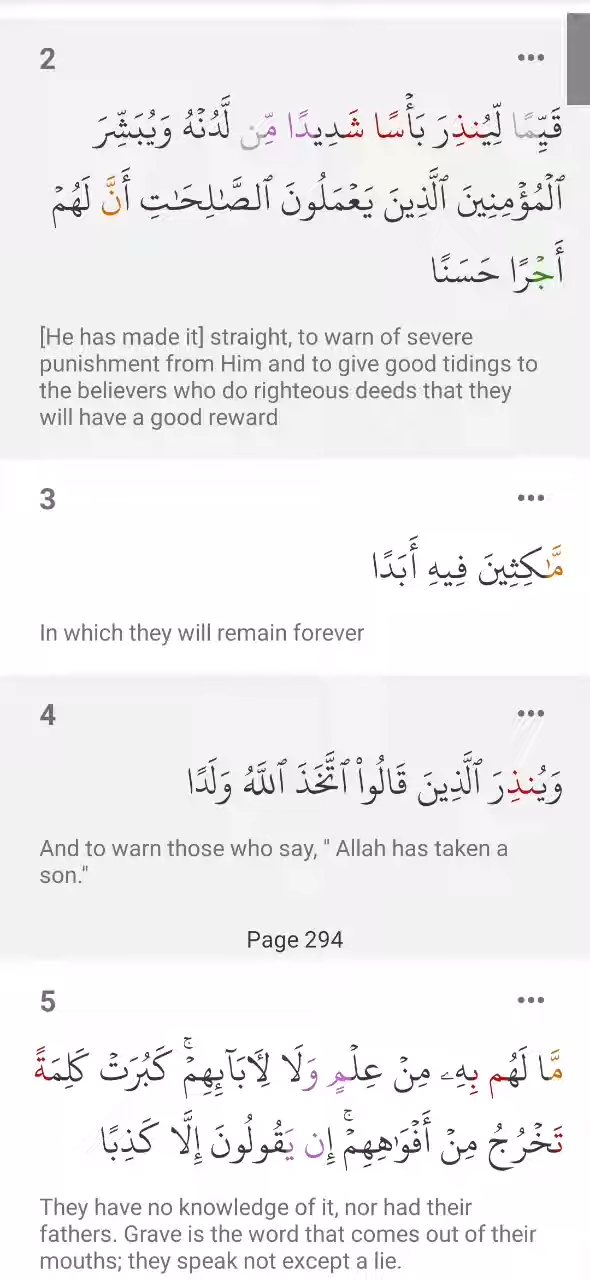 2
قَيِّمًا لِّيُنذِرَ بَأْسًا شَدِيدًا مِّن لَّدُنْهُ وَيُبَشِّرَ
ٱلْمُؤْمِنِينَ ٱلَّذِينَ يَعْمَلُونَ ٱلصَّـٰلِحَـٰتِ أَنَّ لَهُمْ
أَجْرًا حَسَنًا
[He has made it] straight, to warn of severe
punishment from Him and to give good tidings to
the believers who do righteous deeds that they
will have a good reward
3
مَّـٰكِثِينَ فِيهِ أَبَدًا
In which they will remain forever
4
وَيُنذِرَ ٱلَّذِينَ قَالُوا۟ ٱتَّخَذَ ٱللَّهُ وَلَدًا
And to warn those who say, " Allah has taken a
son."
Page 294
5
مَّا لَهُم بِهِۦ مِنْ عِلْمٍ وَلَا لِـَٔابَآئِهِمْ ۚ كَبُرَتْ كَلِمَةً
تَخْرُجُ مِنْ أَفْوَٰهِهِمْ ۚ إِن يَقُولُونَ إِلَّا كَذِبًا
They have no knowledge of it, nor had their
fathers. Grave is the word that comes out of their
mouths; they speak not except a lie.